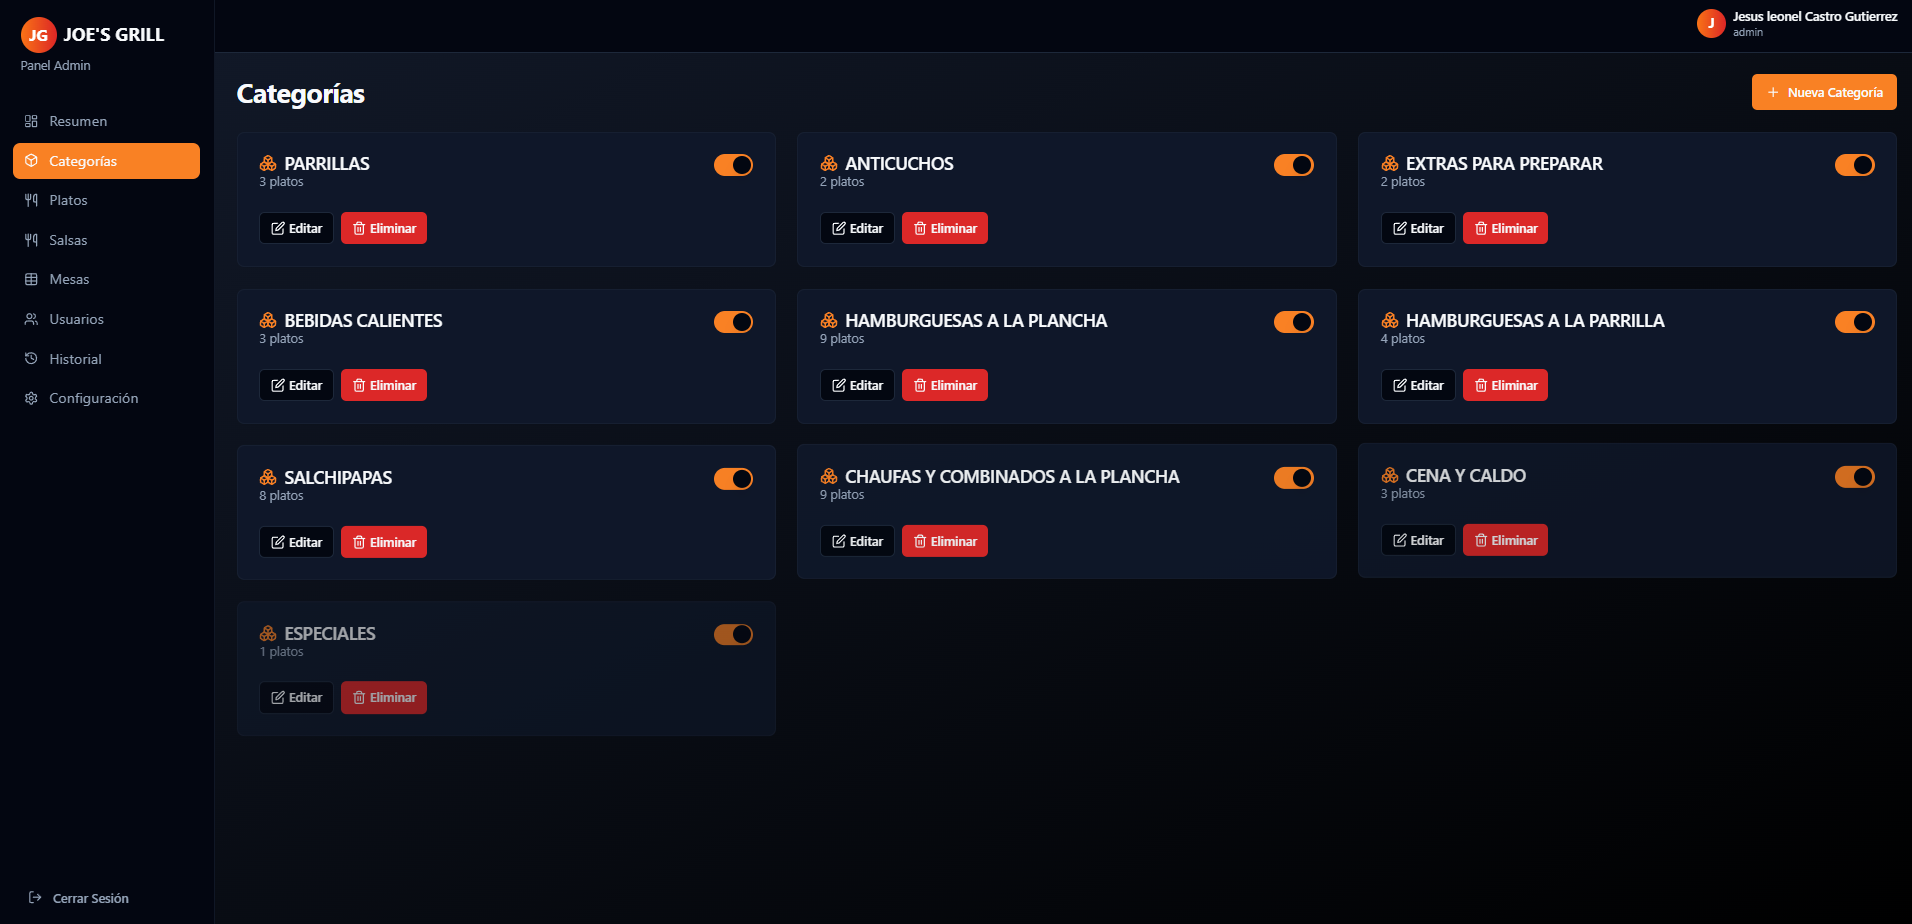 JG JOE'S GRILL
Panel Admin
Resumen
Categorías
Platos
Salsas
Mesas
Usuarios
Historial
Configuración
Cerrar Sesión
J Jesus leonel Castro Gutierrez
admin
Categorías
+ Nueva Categoría
PARRILLAS
3 platos
Editar Eliminar
ANTICUCHOS
2 platos
Editar Eliminar
EXTRAS PARA PREPARAR
2 platos
Editar Eliminar
BEBIDAS CALIENTES
3 platos
Editar Eliminar
HAMBURGUESAS A LA PLANCHA
9 platos
Editar Eliminar
HAMBURGUESAS A LA PARRILLA
4 platos
Editar Eliminar
SALCHIPAPAS
8 platos
Editar Eliminar
CHAUFAS Y COMBINADOS A LA PLANCHA
9 platos
Editar Eliminar
CENA Y CALDO
3 platos
Editar Eliminar
ESPECIALES
1 platos
Editar Eliminar